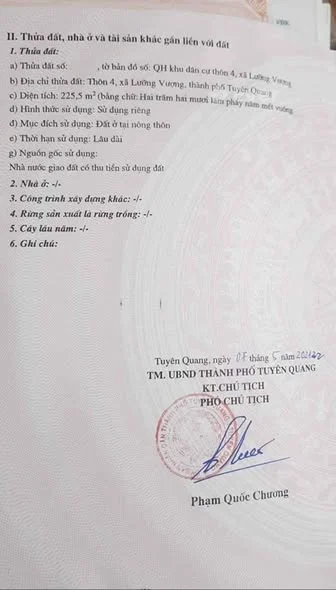 II. Thửa đất, nhà ở và tài sản khác gắn liền với đất
1. Thửa đất:
a) Thửa đất số: , tờ bản đồ số: QH khu dân cư thôn 4, xã Lưỡng Vượng
b) Địa chỉ thửa đất: Thôn 4, xã Lưỡng Vượng, thành phố Tuyên Quang
c) Diện tích: 225,5 m² (bằng chữ: Hai trăm hai mươi lăm phẩy năm mét vuông
d) Hình thức sử dụng: Sử dụng riêng
đ) Mục đích sử dụng: Đất ở tại nông thôn
e) Thời hạn sử dụng: Lâu dài
g) Nguồn gốc sử dụng:
Nhà nước giao đất có thu tiền sử dụng đất
2. Nhà ở: -/-
3. Công trình xây dựng khác: -/-
4. Rừng sản xuất là rừng trồng: -/-
5. Cây lâu năm: -/-
6. Ghi chú:
Tuyên Quang, ngày tháng 5 năm
TM. UBND THÀNH PHỐ TUYÊN QUANG
KT.CHỦ TỊCH
PHÓ CHỦ TỊCH
Phạm Quốc Chương